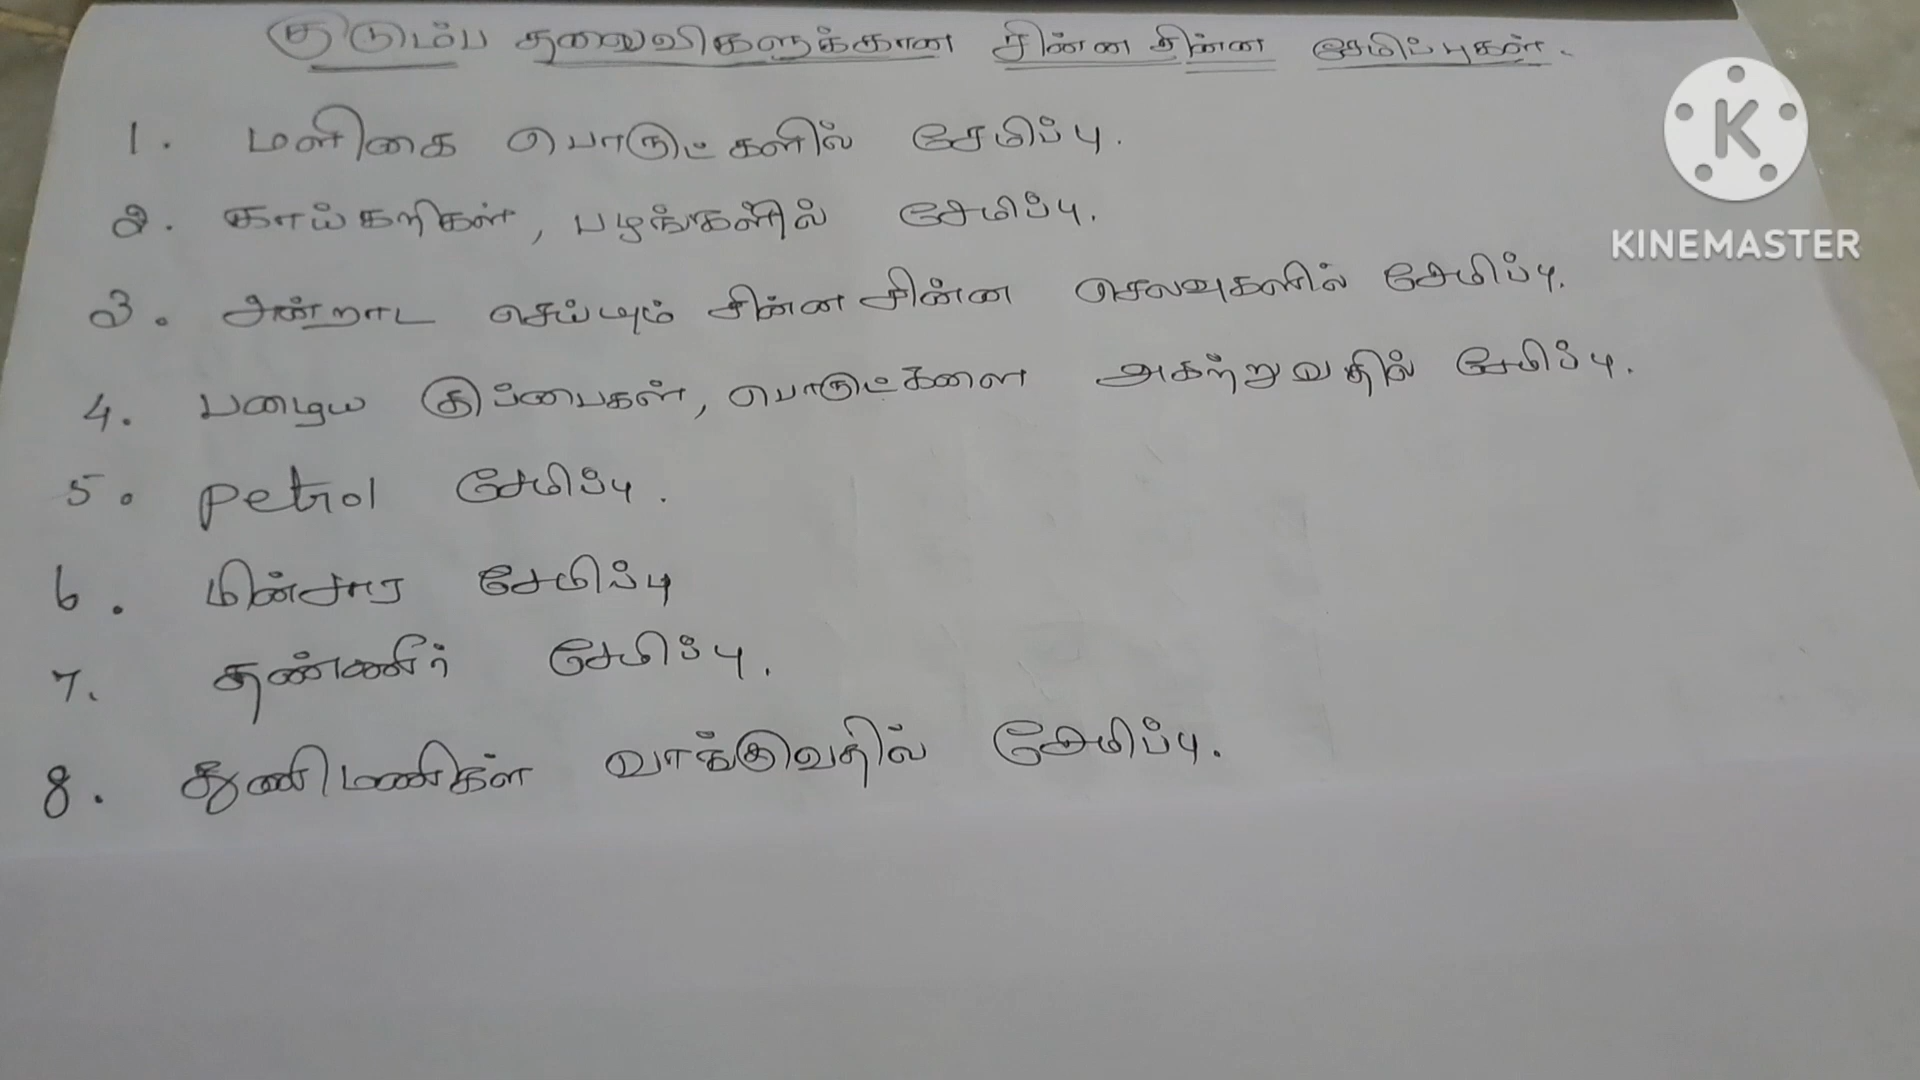 குடும்ப தலைவிகளுக்கான சின்ன சின்ன சேமிப்புகள்.
1. மளிகை பொருட்களில் சேமிப்பு.
2. காய்கறிகள், பழங்களில் சேமிப்பு.
3. அன்றாட செய்யும் சின்ன சின்ன செலவுகளில் சேமிப்பு.
4. பழைய குப்பைகள், பொருட்களை அகற்றுவதில் சேமிப்பு.
5. petrol சேமிப்பு.
6. மின்சார சேமிப்பு
7. தண்ணீர் சேமிப்பு.
8. துணிமணிகள வாக்குவதில் சேமிப்பு.
K
KINEMASTER